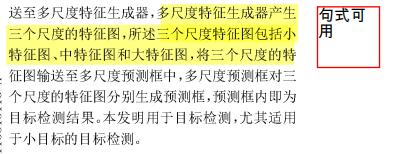 送至多尺度特征生成器，多尺度特征生成器产生
三个尺度的特征图，所述三个尺度特征图包括小
特征图、中特征图和大特征图，将三个尺度的特
征图输送至多尺度预测框中，多尺度预测框对三
个尺度的特征图分别生成预测框，预测框内即为
目标检测结果。本发明用于目标检测，尤其适用
于小目标的目标检测。
句式可
用